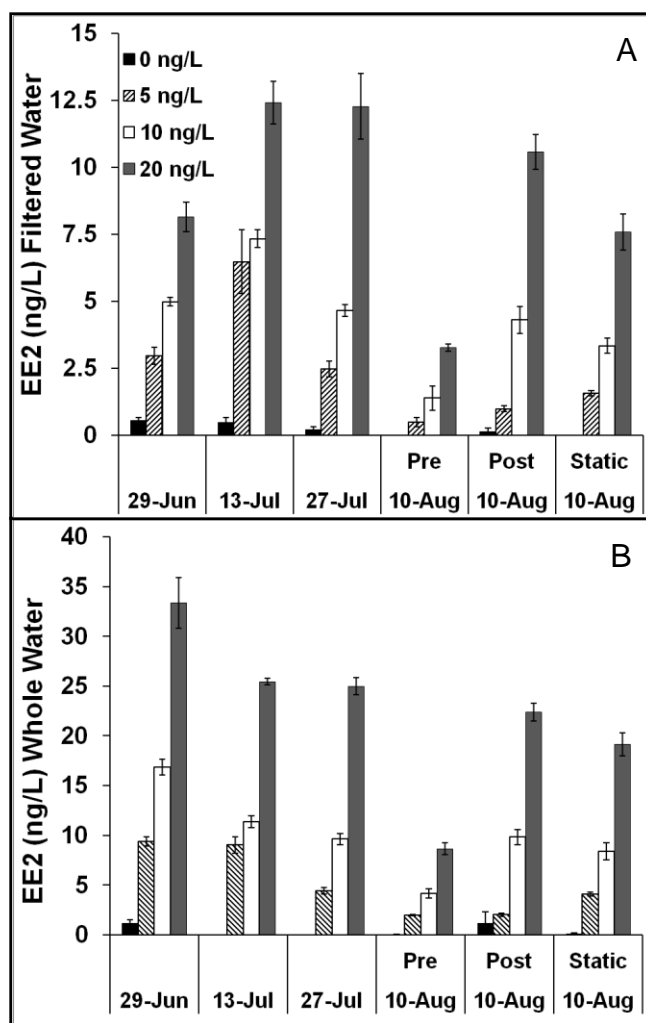 A
EE2 (ng/L) Filtered Water
15
12.5
10
7.5
5
2.5
0
0 ng/L
5 ng/L
10 ng/L
20 ng/L
Pre Post Static
29-Jun 13-Jul 27-Jul 10-Aug 10-Aug 10-Aug
B
EE2 (ng/L) Whole Water
40
35
30
25
20
15
10
5
0
Pre Post Static
29-Jun 13-Jul 27-Jul 10-Aug 10-Aug 10-Aug